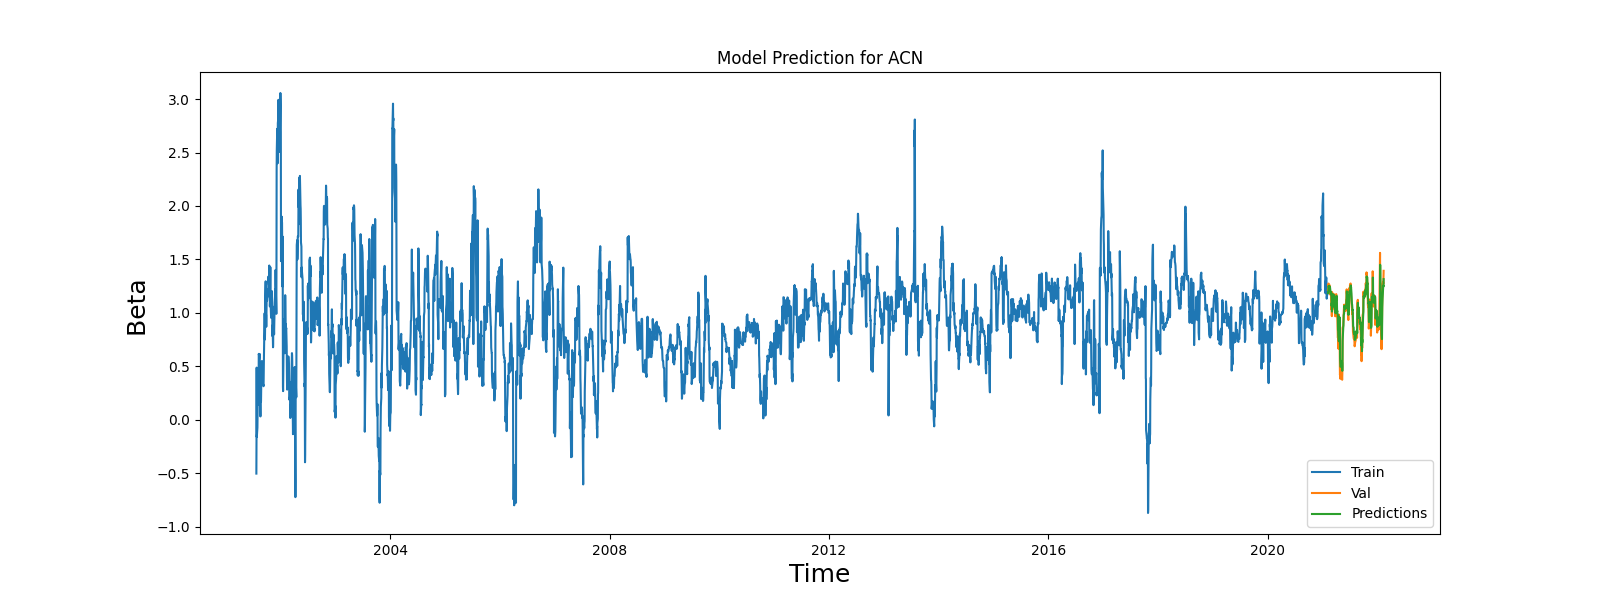 Model Prediction for ACN
Beta
3.0
2.5
2.0
1.5
1.0
0.5
0.0
−0.5
−1.0
Train
Val
Predictions
2004 2008 2012 2016 2020
Time